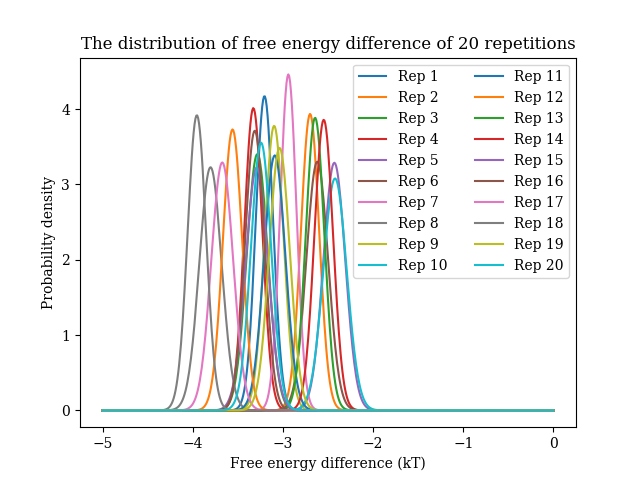 The distribution of free energy difference of 20 repetitions
Probability density
4
3
2
1
0
Rep 1
Rep 2
Rep 3
Rep 4
Rep 5
Rep 6
Rep 7
Rep 8
Rep 9
Rep 10
Rep 11
Rep 12
Rep 13
Rep 14
Rep 15
Rep 16
Rep 17
Rep 18
Rep 19
Rep 20
−5 −4 −3 −2 −1 0
Free energy difference (kT)